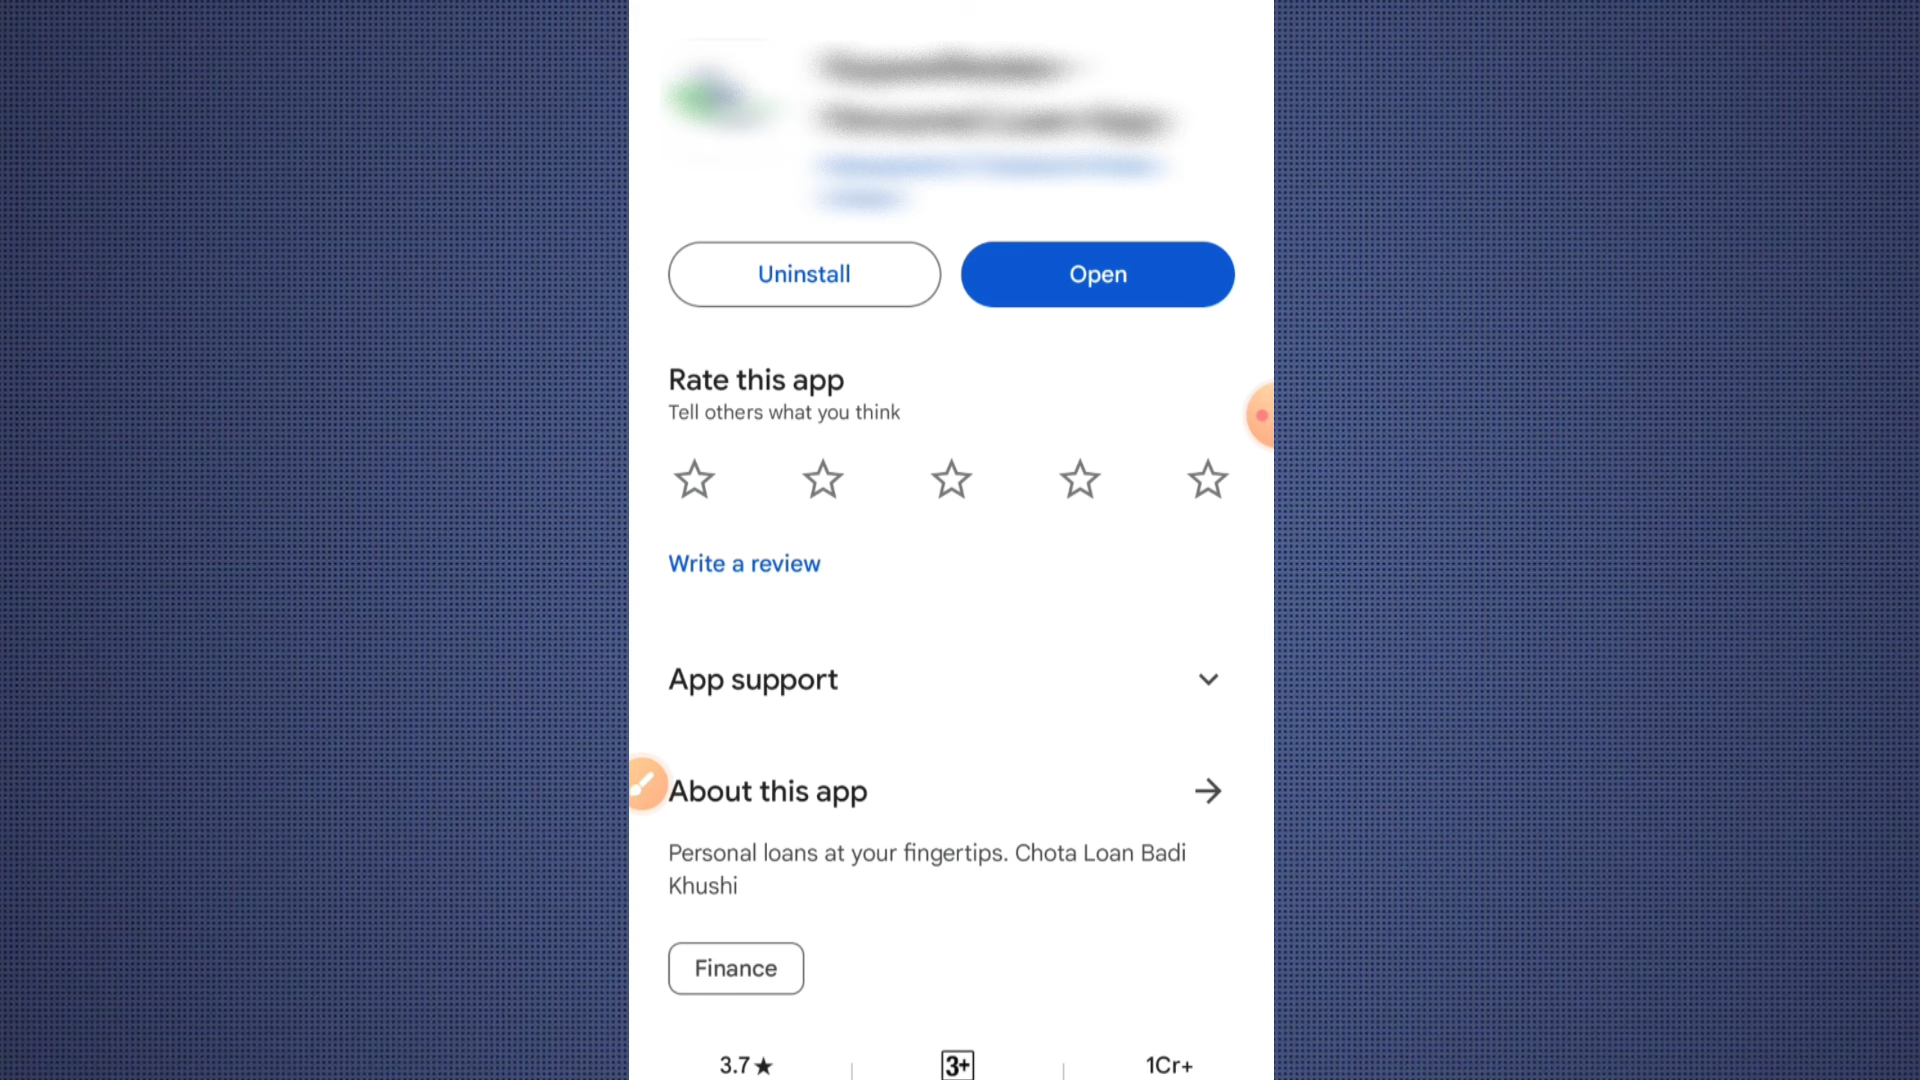 Uninstall
Open
Rate this app
Tell others what you think
Write a review
App support
About this app
Personal loans at your fingertips. Chota Loan Badi
Khushi
Finance
3.7★
3+
1Cr+